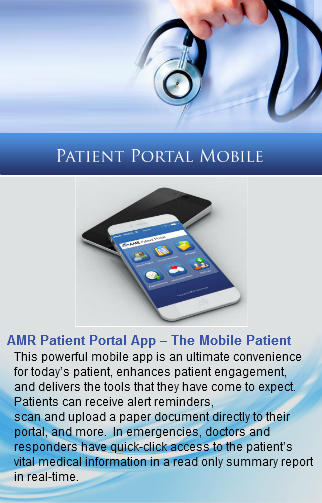 PATIENT PORTAL MOBILE
AMR Patient Portal
AMR Patient Portal App – The Mobile Patient
This powerful mobile app is an ultimate convenience
for today's patient, enhances patient engagement,
and delivers the tools that they have come to expect.
Patients can receive alert reminders,
scan and upload a paper document directly to their
portal, and more. In emergencies, doctors and
responders have quick-click access to the patient's
vital medical information in a read only summary report
in real-time.